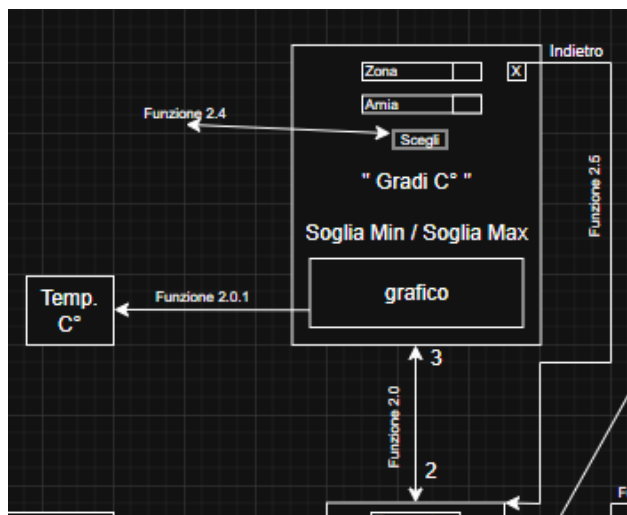 Indietro
Zona
X
Arnia
Funzione 2.4
Scegli
" Gradi C° "
Funzione 2.5
Soglia Min / Soglia Max
Temp.
C°
Funzione 2.0.1
grafico
3
Funzione 2.0
2